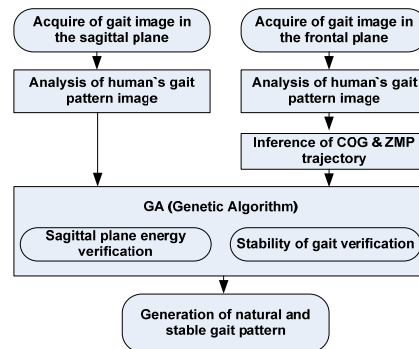 Acquire of gait image in
the sagittal plane
Acquire of gait image in
the frontal plane
Analysis of human`s gait
pattern image
Analysis of human`s gait
pattern image
Inference of COG & ZMP
trajectory
GA (Genetic Algorithm)
Sagittal plane energy
verification
Stability of gait verification
Generation of natural and
stable gait pattern